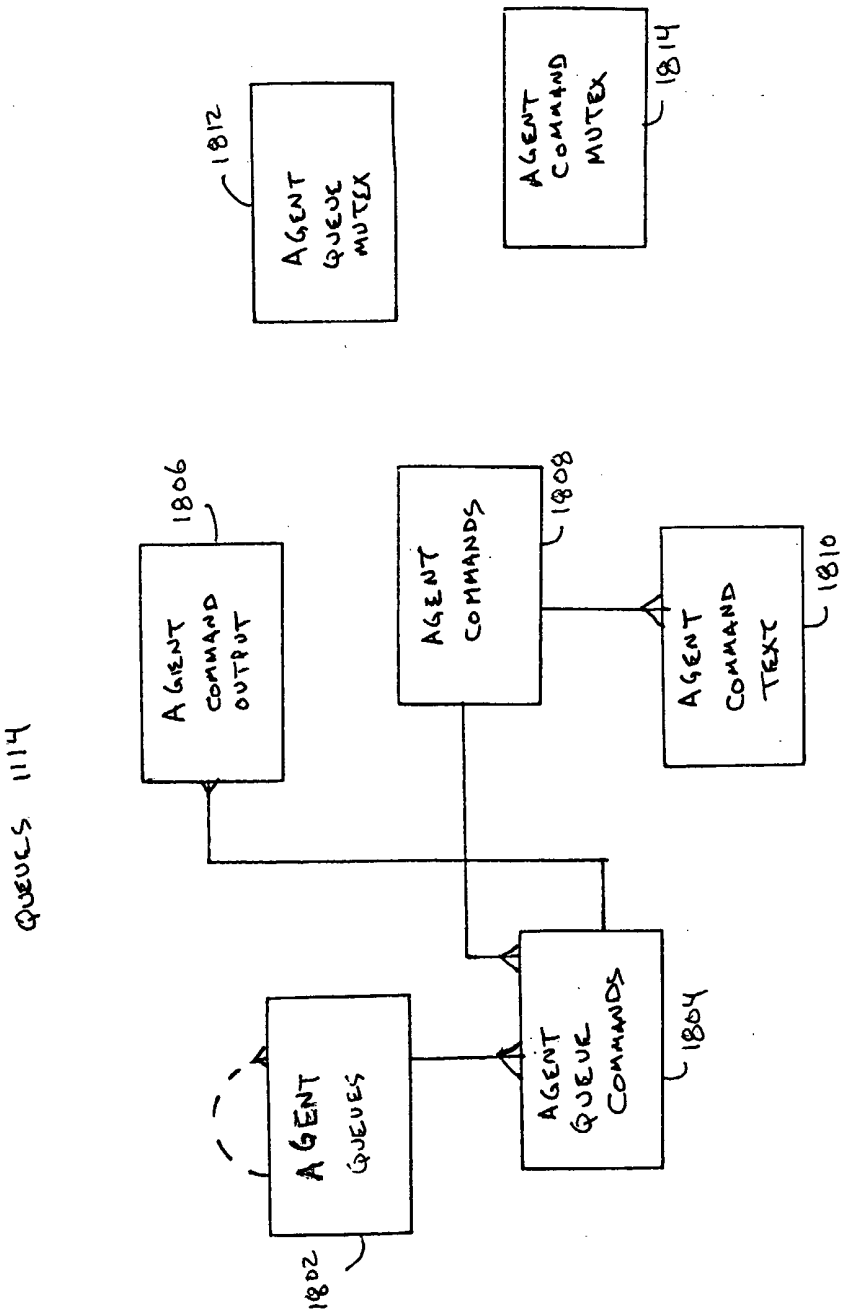 QUEUES 1114
AGENT
QUEUES
1802
AGENT
QUEUE
COMMANDS
1804
AGENT
COMMAND
OUTPUT
1806
AGENT
COMMANDS
1808
AGENT
COMMAND
TEXT
1810
AGENT
QUEUE
MUTEX
1812
AGENT
COMMAND
MUTEX
1814